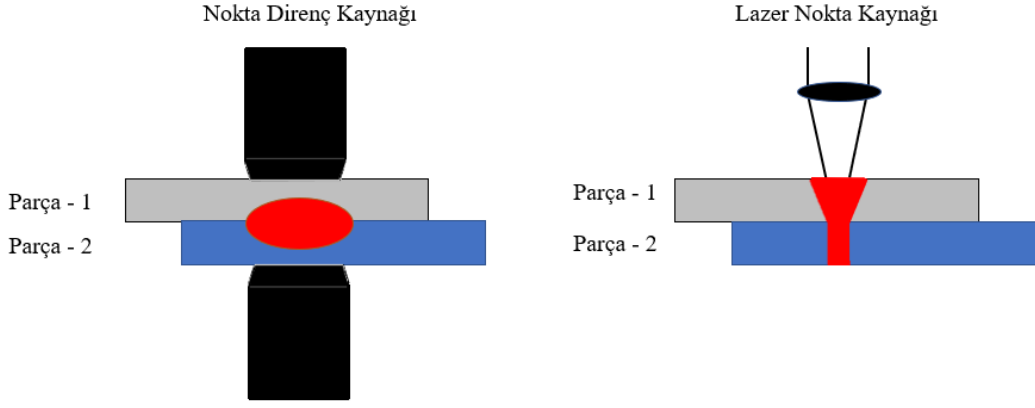 Nokta Direnç Kaynağı
Lazer Nokta Kaynağı
Parça - 1
Parça - 2
Parça - 1
Parça - 2